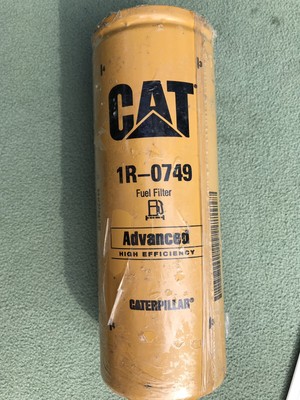 CAT
1R-0749
Fuel Filter
Advanced
HIGH EFFICIENCY
CATERPILLAR®